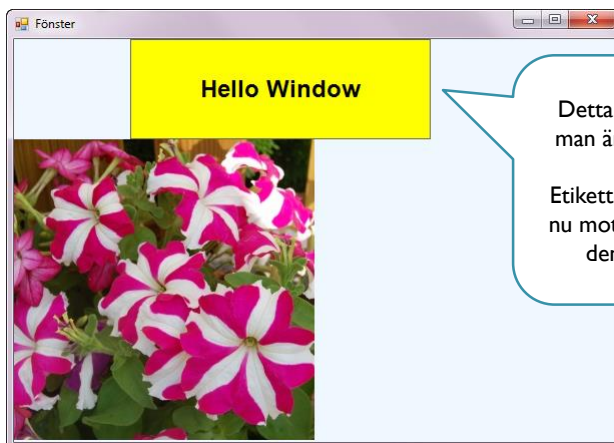 Fönster
Hello Window
Detta
man ä
Etikett
nu mot
der